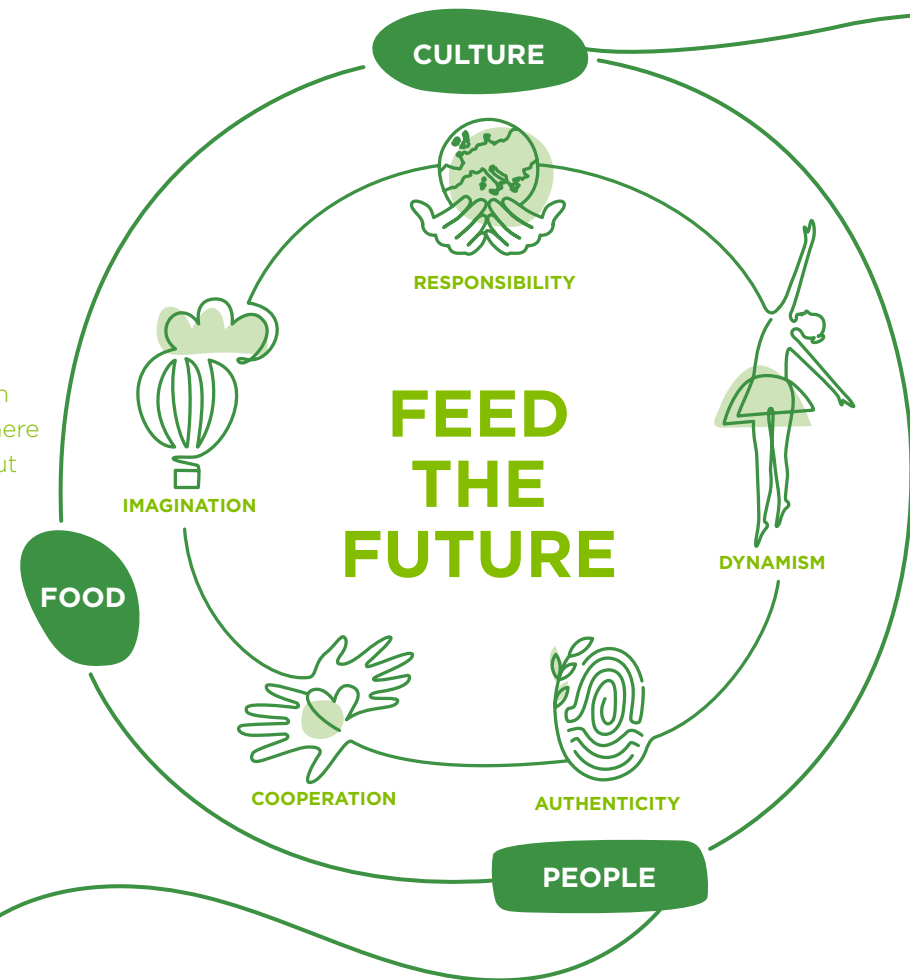 CULTURE
RESPONSIBILITY
FEED
THE
FUTURE
IMAGINATION
DYNAMISM
FOOD
COOPERATION
AUTHENTICITY
PEOPLE